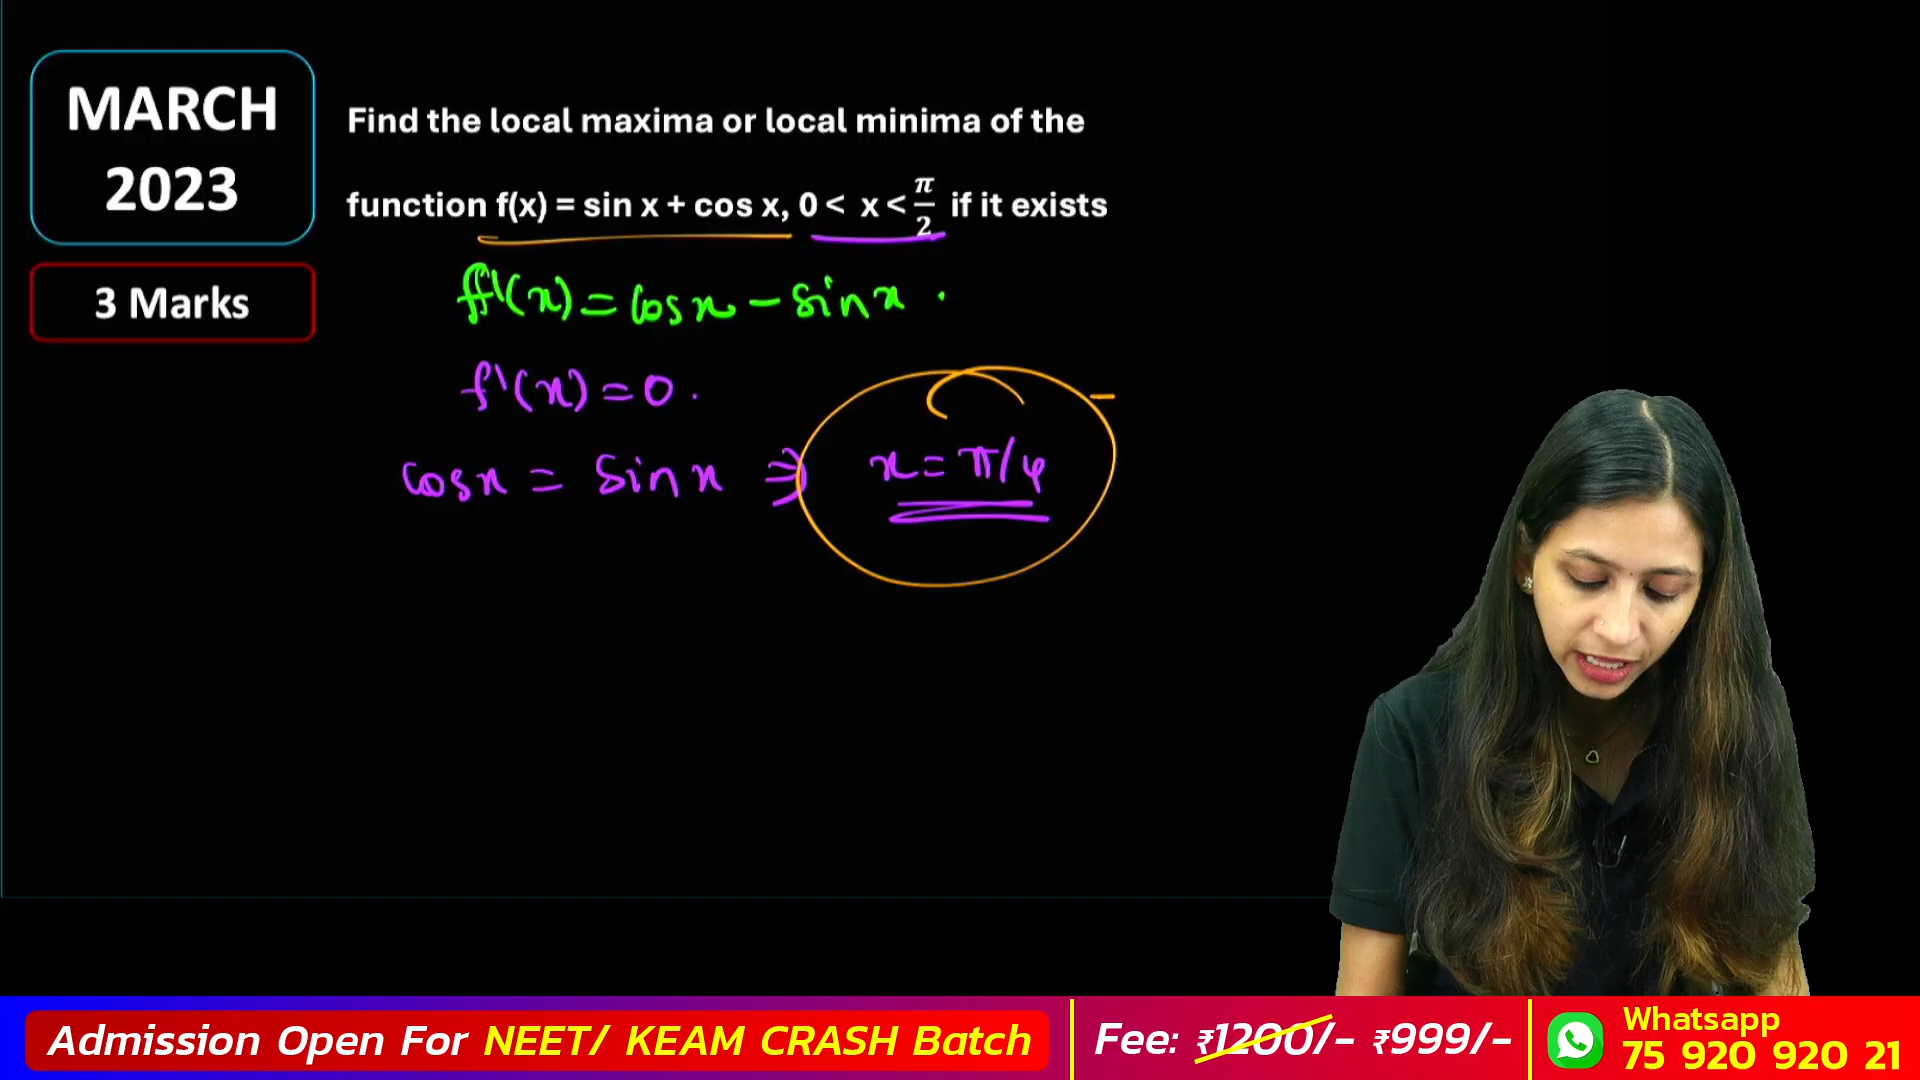 MARCH
2023
3 Marks
Find the local maxima or local minima of the
function f(x) = sin x + cos x, 0 < x < π/2 if it exists
f'(x) = cos x - sin x .
f'(x) = 0 .
cos x = sin x ⇒ x = π/4
Admission Open For NEET/ KEAM CRASH Batch
Fee: ₹1200/- ₹999/-
Whatsapp
75 920 920 21